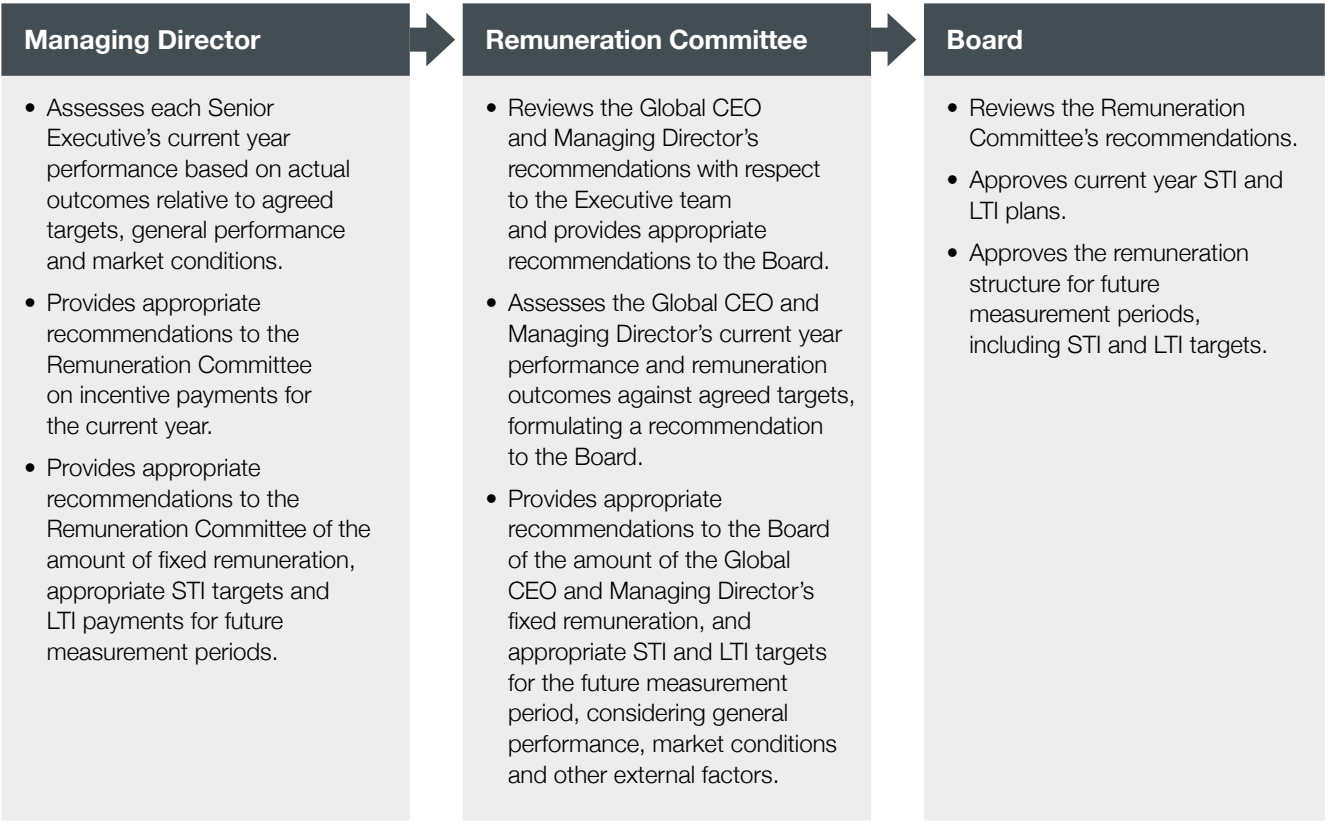 Managing Director
• Assesses each Senior
Executive’s current year
performance based on actual
outcomes relative to agreed
targets, general performance
and market conditions.
• Provides appropriate
recommendations to the
Remuneration Committee
on incentive payments for
the current year.
• Provides appropriate
recommendations to the
Remuneration Committee of the
amount of fixed remuneration,
appropriate STI targets and
LTI payments for future
measurement periods.
Remuneration Committee
• Reviews the Global CEO
and Managing Director’s
recommendations with respect
to the Executive team
and provides appropriate
recommendations to the Board.
• Assesses the Global CEO and
Managing Director’s current year
performance and remuneration
outcomes against agreed targets,
formulating a recommendation
to the Board.
• Provides appropriate
recommendations to the Board
of the amount of the Global
CEO and Managing Director’s
fixed remuneration, and
appropriate STI and LTI targets
for the future measurement
period, considering general
performance, market conditions
and other external factors.
Board
• Reviews the Remuneration
Committee’s recommendations.
• Approves current year STI and
LTI plans.
• Approves the remuneration
structure for future
measurement periods,
including STI and LTI targets.